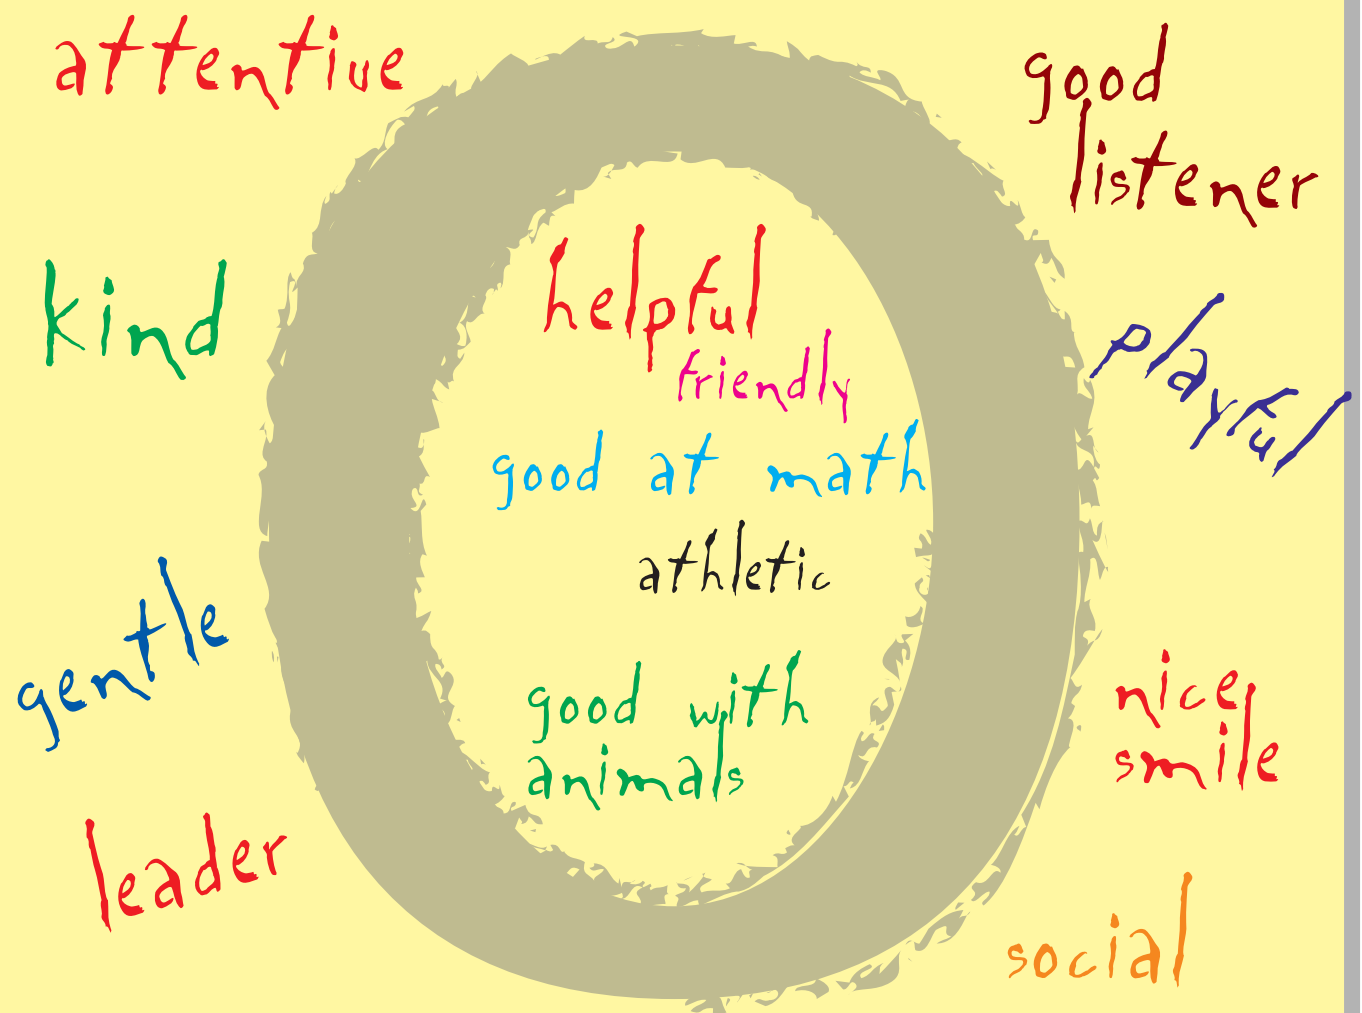 attentive
good
listener
kind
helpful
friendly
playful
good at math
athletic
gentle
good with
animals
nice
smile
leader
social